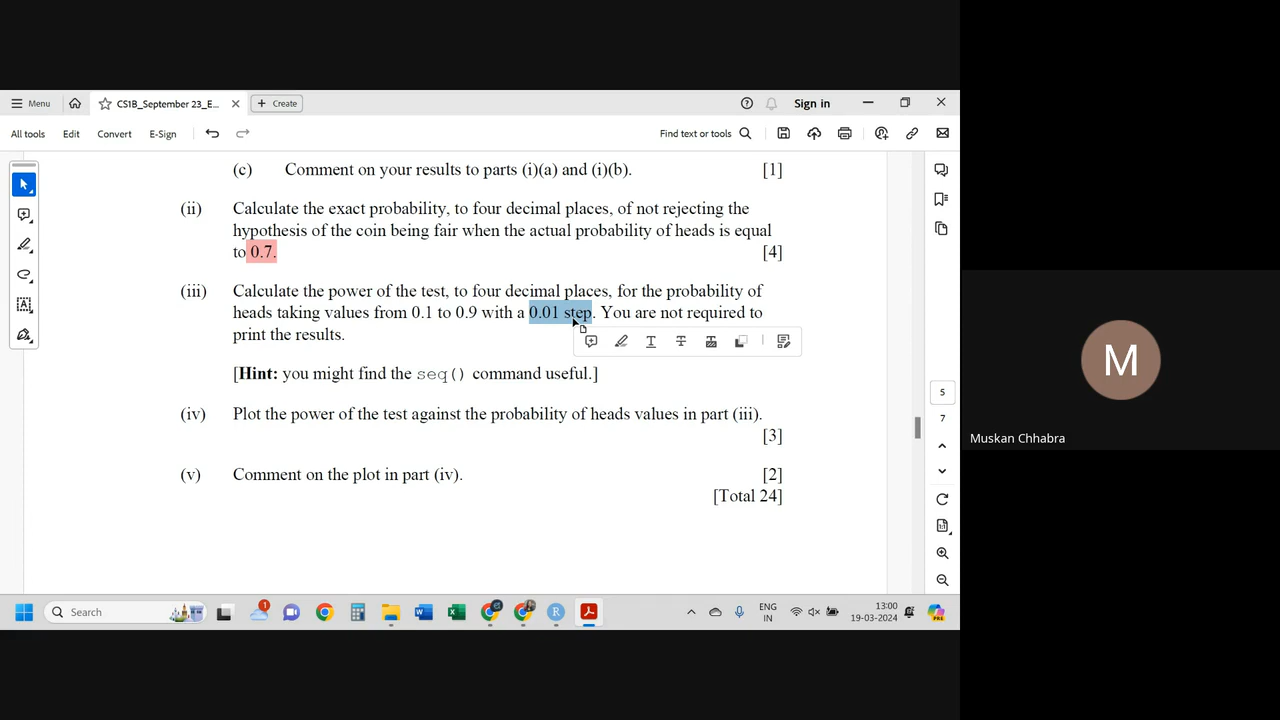 Menu
CS1B_September 23_E...
Create
Sign in
All tools
Edit
Convert
E-Sign
Find text or tools
(c) Comment on your results to parts (i)(a) and (i)(b). [1]
(ii) Calculate the exact probability, to four decimal places, of not rejecting the
hypothesis of the coin being fair when the actual probability of heads is equal
to 0.7. [4]
(iii) Calculate the power of the test, to four decimal places, for the probability of
heads taking values from 0.1 to 0.9 with a 0.01 step. You are not required to
print the results.
[Hint: you might find the seq() command useful.]
(iv) Plot the power of the test against the probability of heads values in part (iii).
[3]
(v) Comment on the plot in part (iv). [2]
[Total 24]
5
7
M
Muskan Chhabra
Search
1
ENG
IN
13:00
19-03-2024